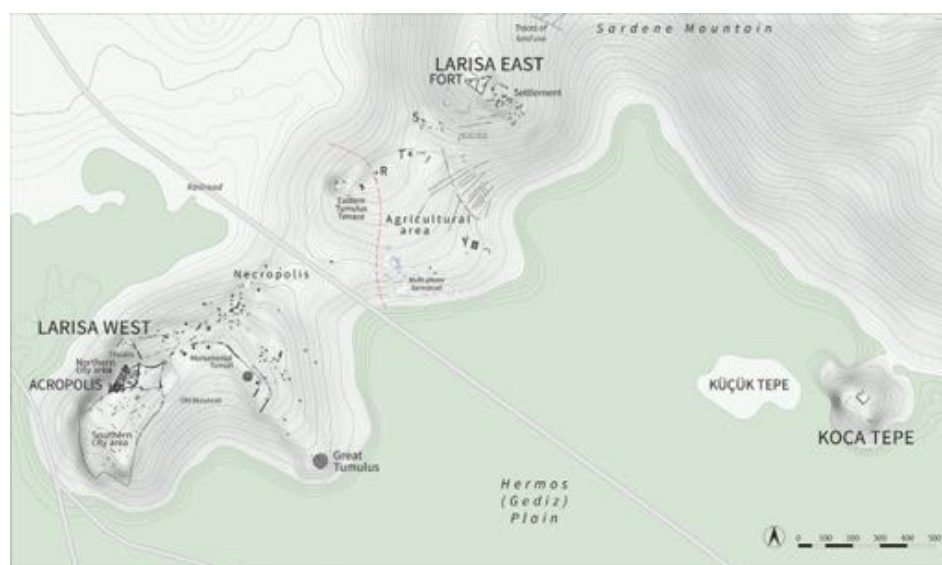 Traces of
land use
Sardene Mountain
LARISA EAST
FORT
Settlement
S
T
R
Railroad
Eastern
Tumulus
Terrace
Agricultural
area
Y
Necropolis
LARISA WEST
Northern
City area
Monumental
Tumuli
ACROPOLIS
Southern
City area
Great
Tumulus
KÜÇÜK TEPE
KOCA TEPE
Hermos
(Gediz)
Plain
0 100 200 300 400 500